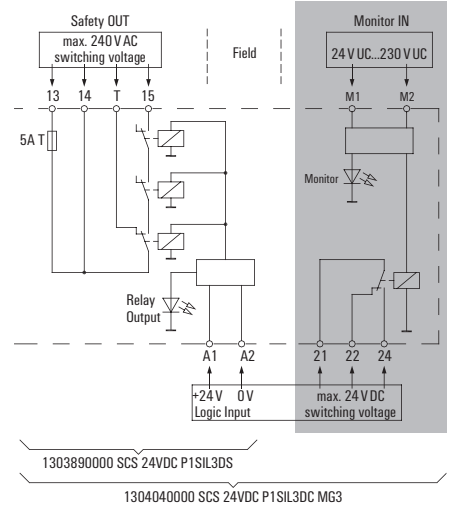 Safety OUT
Monitor IN
max. 240 V AC
switching voltage
Field
24 V UC...230 V UC
13 14 T 15
M1 M2
5A T
Monitor
Relay
Output
A1 A2 21 22 24
+24 V 0 V
Logic Input
max. 24 V DC
switching voltage
1303890000 SCS 24VDC P1SIL3DS
1304040000 SCS 24VDC P1SIL3DC MG3